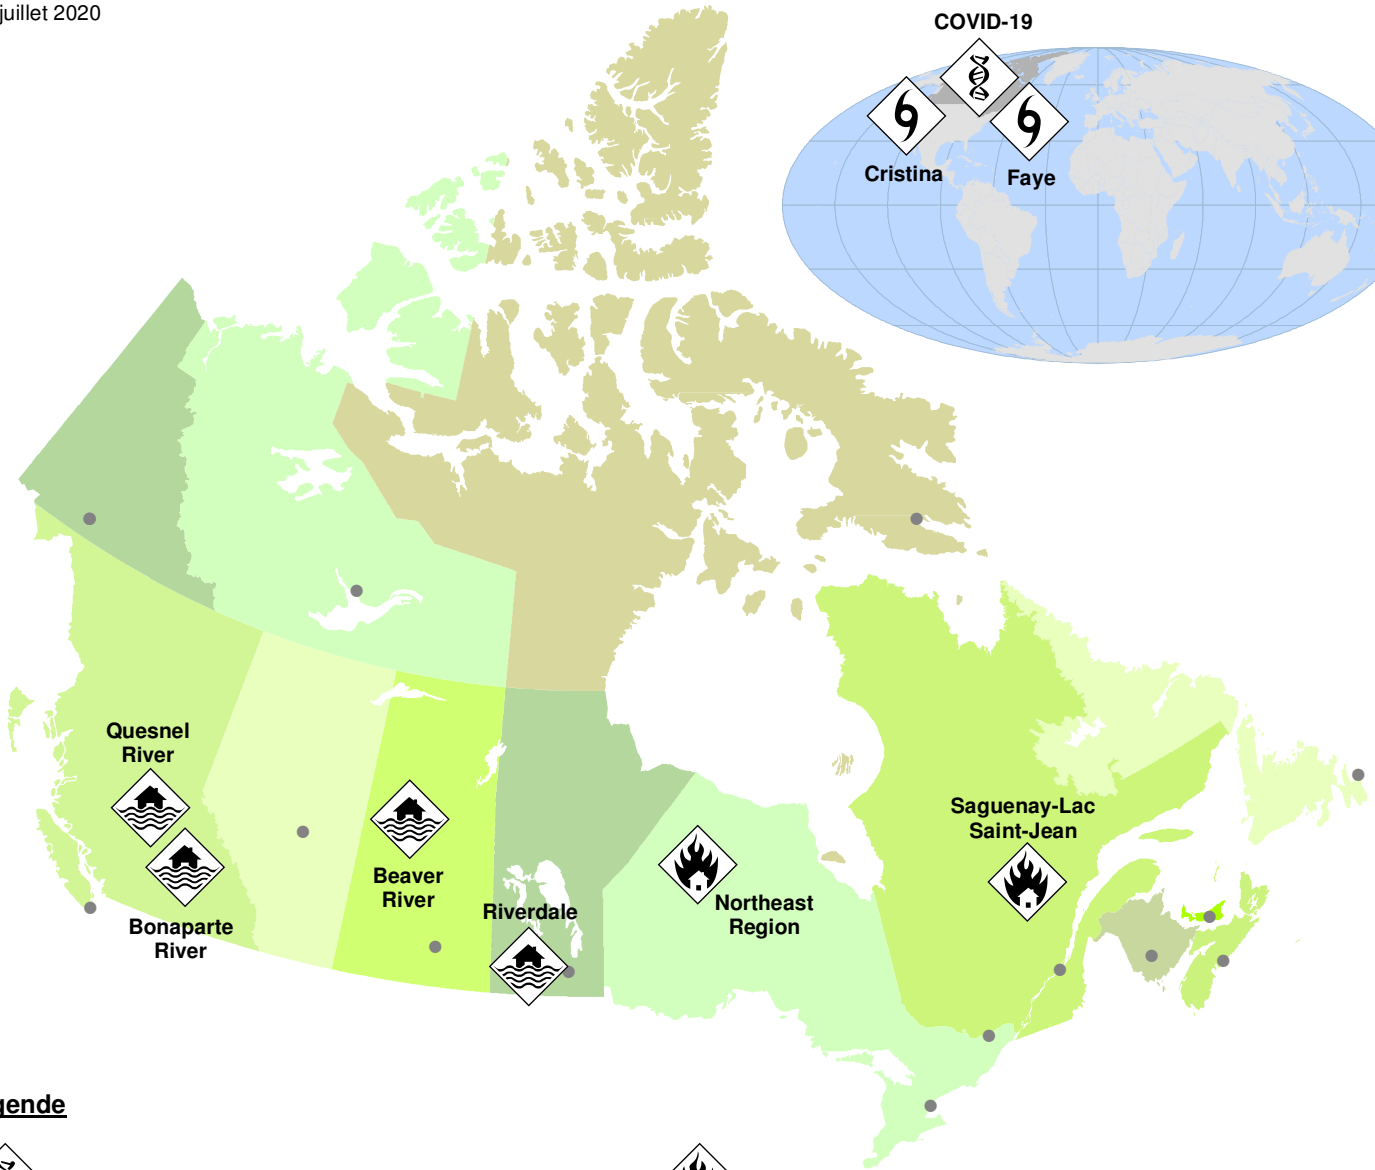 juillet 2020
COVID-19
Cristina
Faye
Quesnel
River
Bonaparte
River
Beaver
River
Riverdale
Northeast
Region
Saguenay-Lac
Saint-Jean
gende